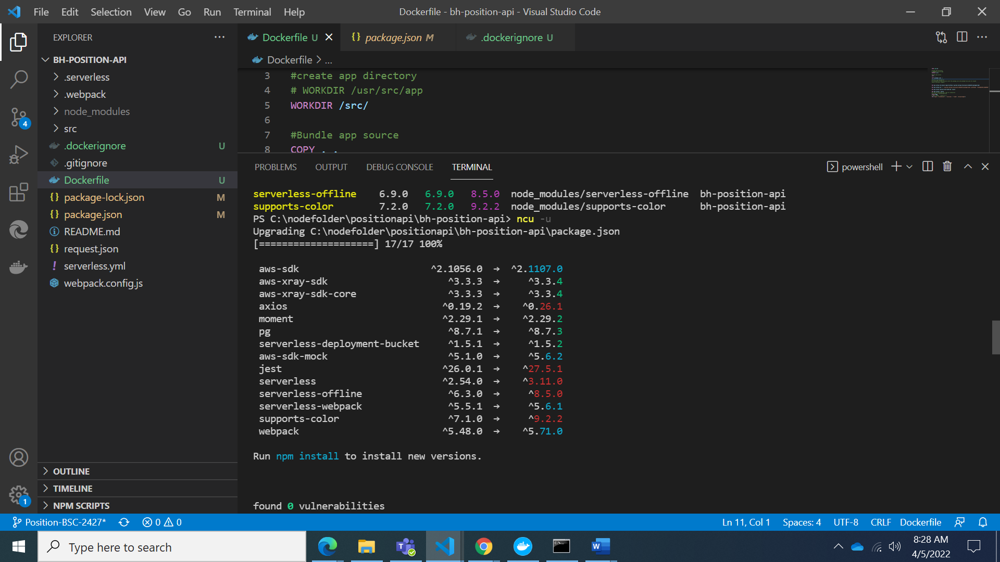 File Edit Selection View Go Run Terminal Help
Dockerfile - bh-position-api - Visual Studio Code
EXPLORER
BH-POSITION-API
.serverless
.webpack
node_modules
src
.dockerignore U
.gitignore
Dockerfile U
package-lock.json M
package.json M
README.md
request.json
serverless.yml
webpack.config.js
OUTLINE
TIMELINE
NPM SCRIPTS
4
1
Dockerfile U
package.json M
.dockerignore U
Dockerfile > ...
3 #create app directory
4 # WORKDIR /usr/src/app
5 WORKDIR /src/
6
7 #Bundle app source
8 COPY . .
PROBLEMS OUTPUT DEBUG CONSOLE TERMINAL
powershell
serverless-offline 6.9.0 6.9.0 8.5.0 node_modules/serverless-offline bh-position-api
supports-color 7.2.0 7.2.0 9.2.2 node_modules/supports-color bh-position-api
PS C:\nodefolder\positionapi\bh-position-api> ncu -u
Upgrading C:\nodefolder\positionapi\bh-position-api\package.json
[====================] 17/17 100%
aws-sdk ^2.1056.0 → ^2.1107.0
aws-xray-sdk ^3.3.3 → ^3.3.4
aws-xray-sdk-core ^3.3.3 → ^3.3.4
axios ^0.19.2 → ^0.26.1
moment ^2.29.1 → ^2.29.2
pg ^8.7.1 → ^8.7.3
serverless-deployment-bucket ^1.5.1 → ^1.5.2
aws-sdk-mock ^5.1.0 → ^5.6.2
jest ^26.0.1 → ^27.5.1
serverless ^2.54.0 → ^3.11.0
serverless-offline ^6.3.0 → ^8.5.0
serverless-webpack ^5.5.1 → ^5.6.1
supports-color ^7.1.0 → ^9.2.2
webpack ^5.48.0 → ^5.71.0
Run npm install to install new versions.
found 0 vulnerabilities
Position-BSC-2427* 0 0
Ln 11, Col 1 Spaces: 4 UTF-8 CRLF Dockerfile
Type here to search
8:28 AM
4/5/2022